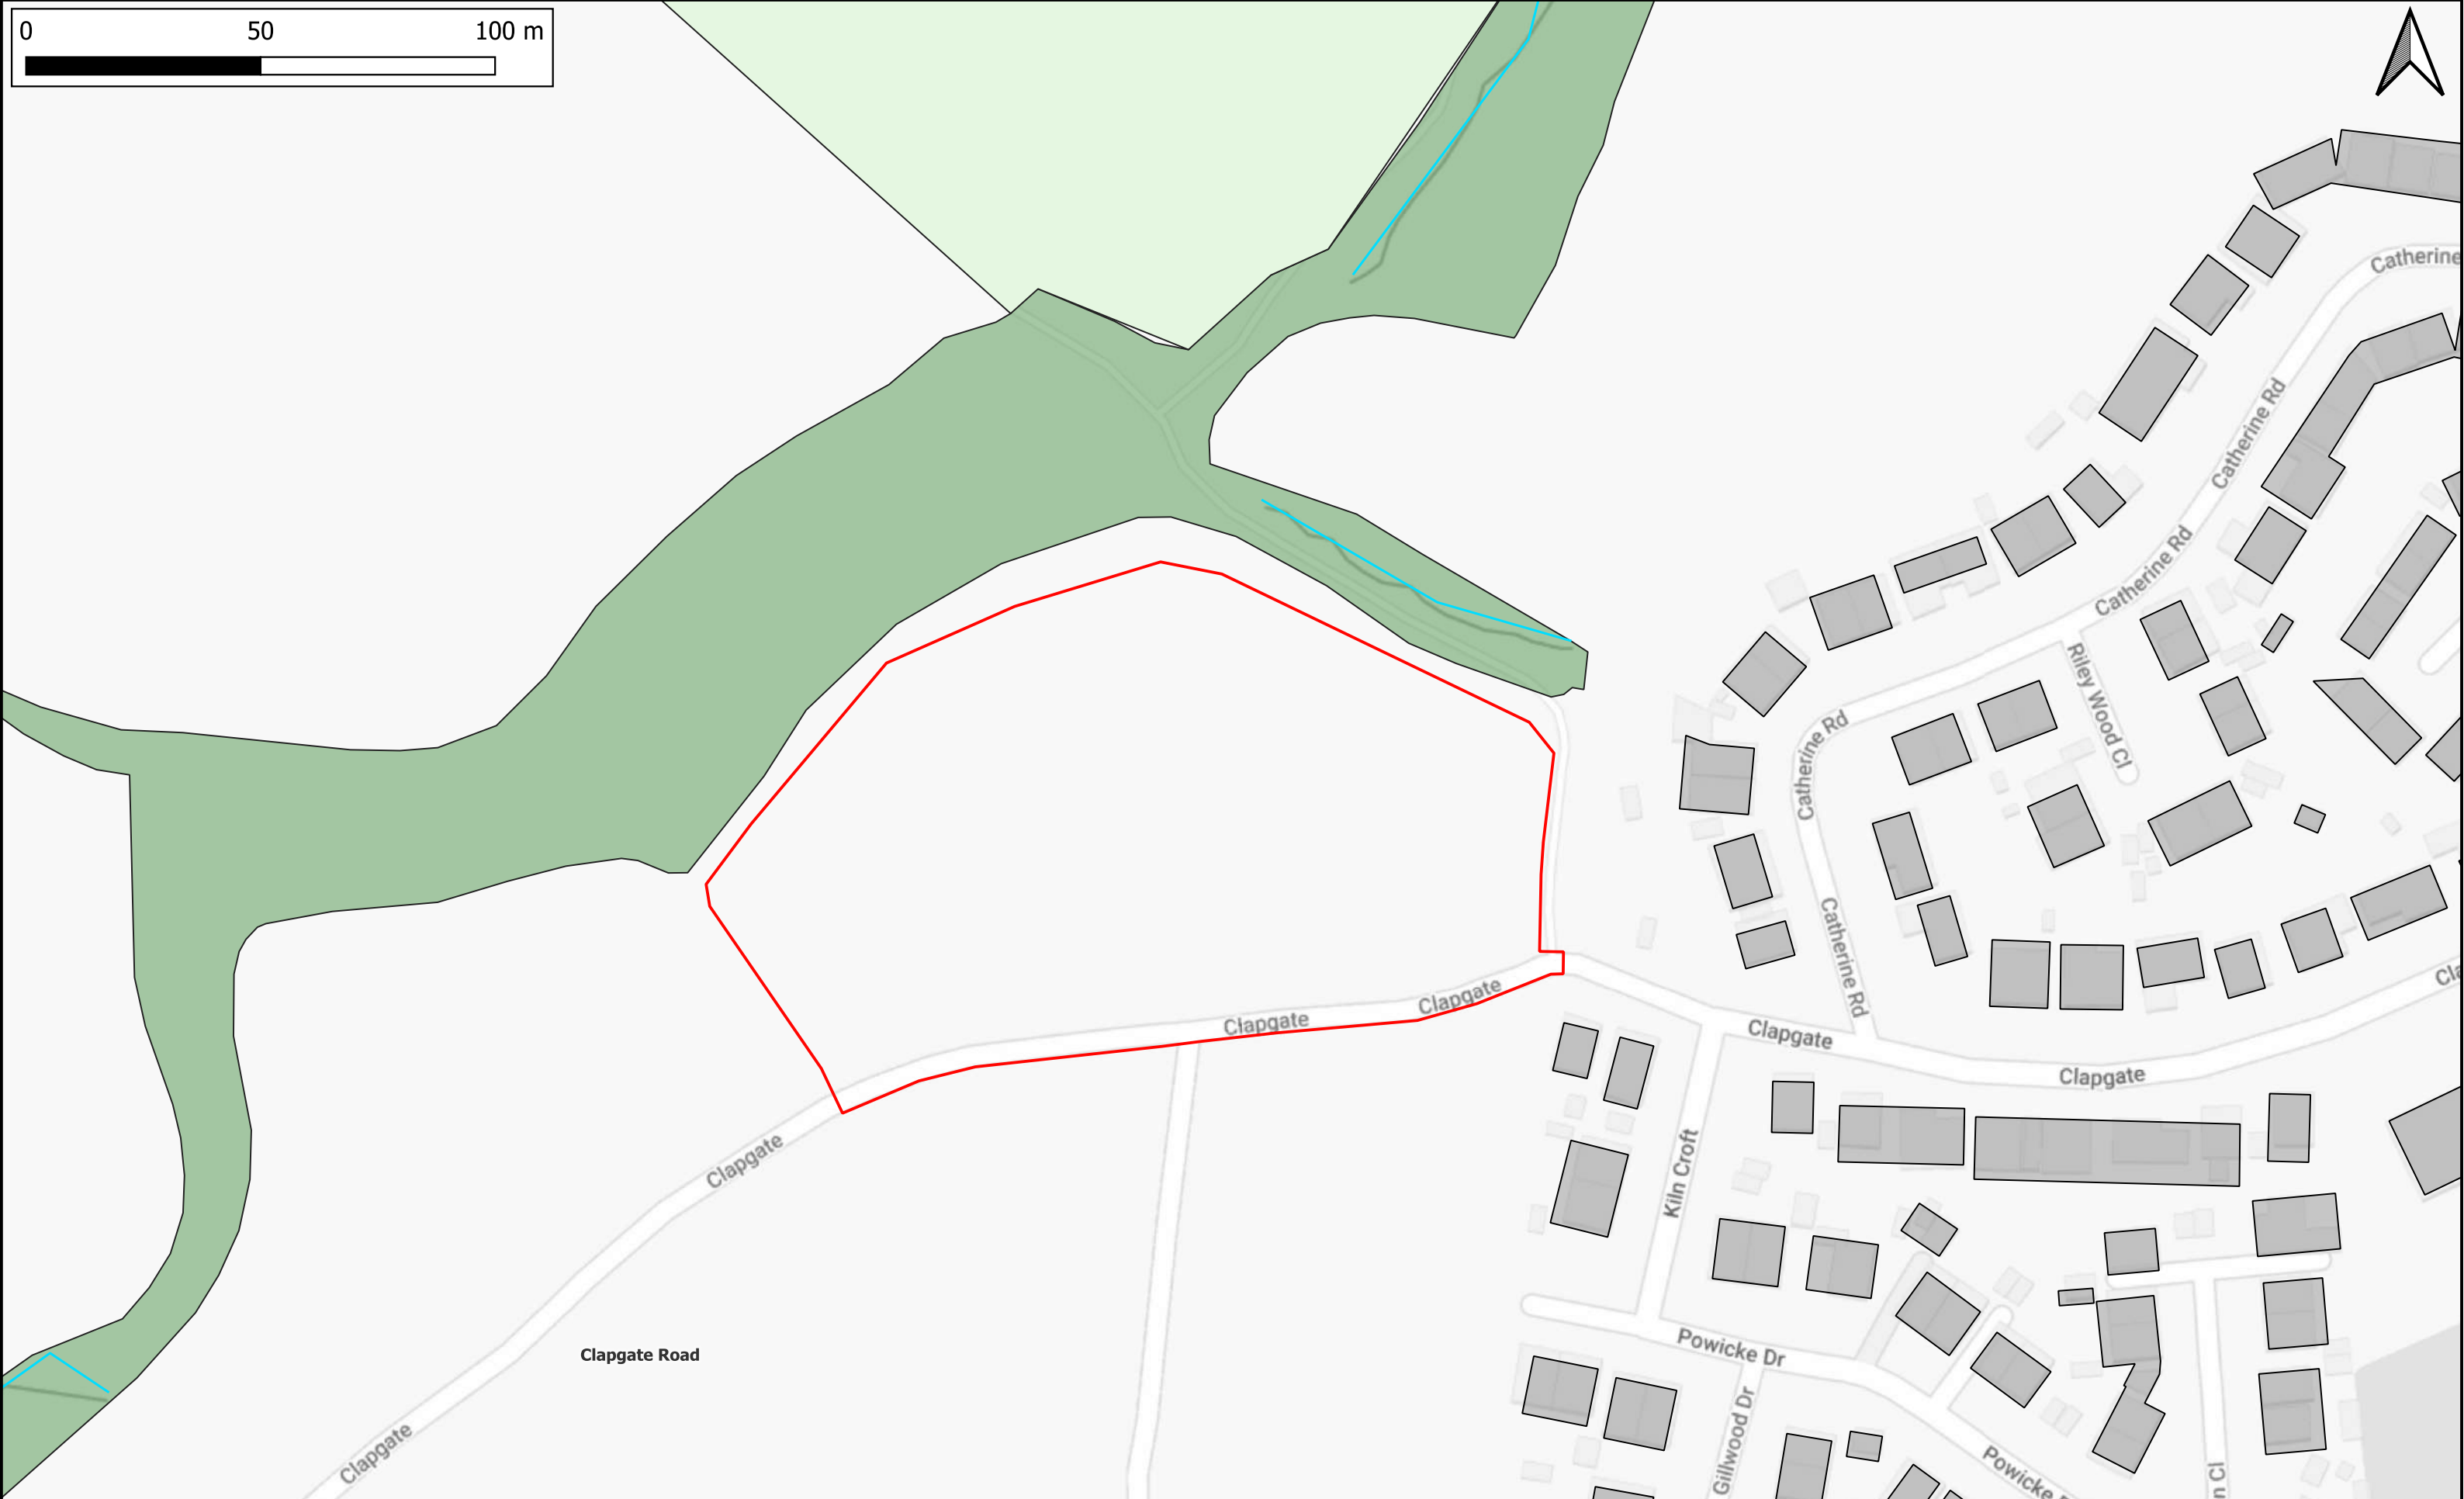 0 50 100 m
Catherine
Catherine Rd
Catherine Rd
Riley Wood Cl
Catherine Rd
Catherine Rd
Clapgate
Clapgate
Clapgate
Clapgate
Clapgate
Kiln Croft
Clapgate Road
Powicke Dr
Gillwood Dr
Clapgate
Powicke